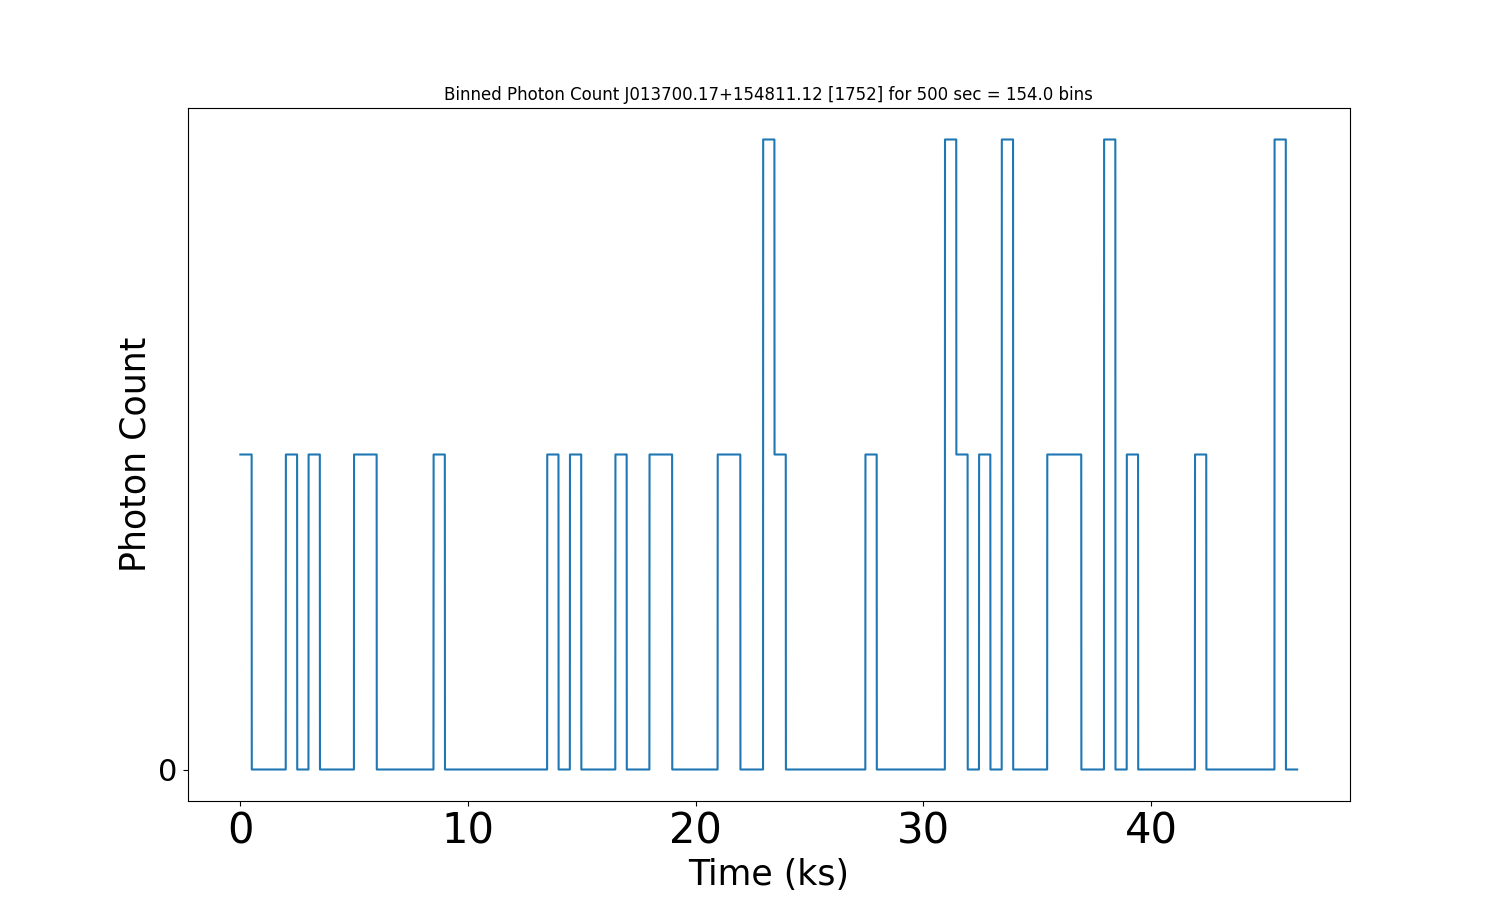 Binned Photon Count J013700.17+154811.12 [1752] for 500 sec = 154.0 bins
Photon Count
0
0 10 20 30 40
Time (ks)